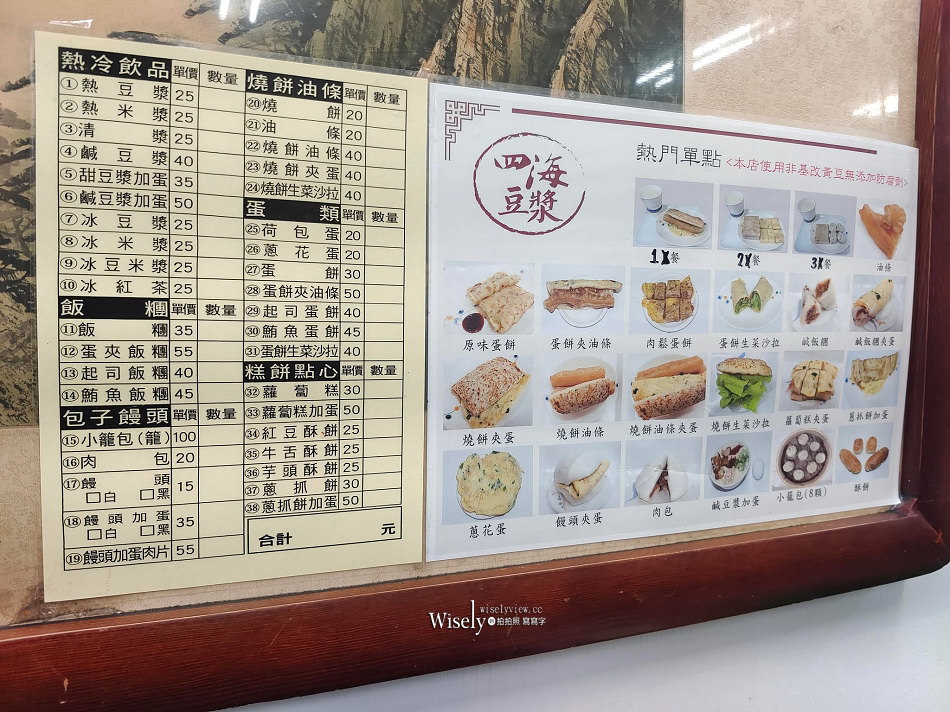 熱冷飲品 單價 數量
①熱豆漿 25
②熱米漿 25
③清漿 25
④鹹豆漿 40
⑤甜豆漿加蛋 35
⑥鹹豆漿加蛋 50
⑦冰豆漿 25
⑧冰米漿 25
⑨冰豆米漿 25
⑩冰紅茶 25
飯糰 單價 數量
⑪飯糰 35
⑫蛋夾飯糰 55
⑬起司飯糰 40
⑭鮪魚飯糰 45
包子饅頭 單價 數量
⑮小籠包(籠) 100
⑯肉包 20
⑰饅頭 15
□白 □黑
⑱饅頭加蛋 35
□白 □黑
⑲饅頭加蛋肉片 55
燒餅油條 單價 數量
⑳燒餅 20
㉑油條 20
㉒燒餅油條 40
㉓燒餅夾蛋 40
㉔燒餅生菜沙拉 40
蛋類 單價 數量
㉕荷包蛋 20
㉖蔥花蛋 20
㉗蛋餅 30
㉘蛋餅夾油條 50
㉙起司蛋餅 40
㉚鮪魚蛋餅 45
㉛蛋餅生菜沙拉 40
糕餅點心 單價 數量
㉜蘿蔔糕 30
㉝蘿蔔糕加蛋 50
㉞紅豆酥餅 25
㉟牛舌酥餅 25
㊱芋頭酥餅 25
㊲蔥抓餅 30
㊳蔥抓餅加蛋 50
合計 元
四海豆漿
熱門單點 <本店使用非基改黃豆無添加防腐劑>
1X餐 2X餐 3X餐 油條
原味蛋餅 蛋餅夾油條 肉鬆蛋餅 蛋餅生菜沙拉 鹹飯糰 鹹飯糰夾蛋
燒餅夾蛋 燒餅油條 燒餅油條夾蛋 燒餅生菜沙拉 蘿蔔糕夾蛋 蔥抓餅加蛋
蔥花蛋 饅頭夾蛋 肉包 鹹豆漿加蛋 小籠包(8顆) 酥餅
wiselyview.cc
Wisely 拍拍照 寫寫字